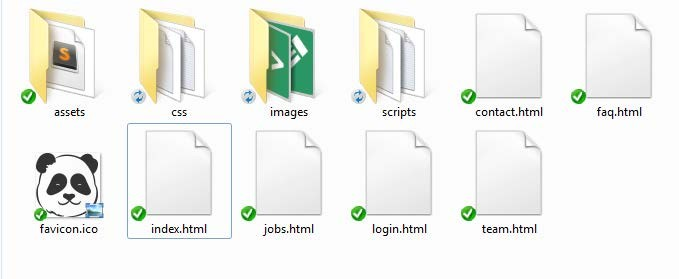 assets
css
images
scripts
contact.html
faq.html
favicon.ico
index.html
jobs.html
login.html
team.html